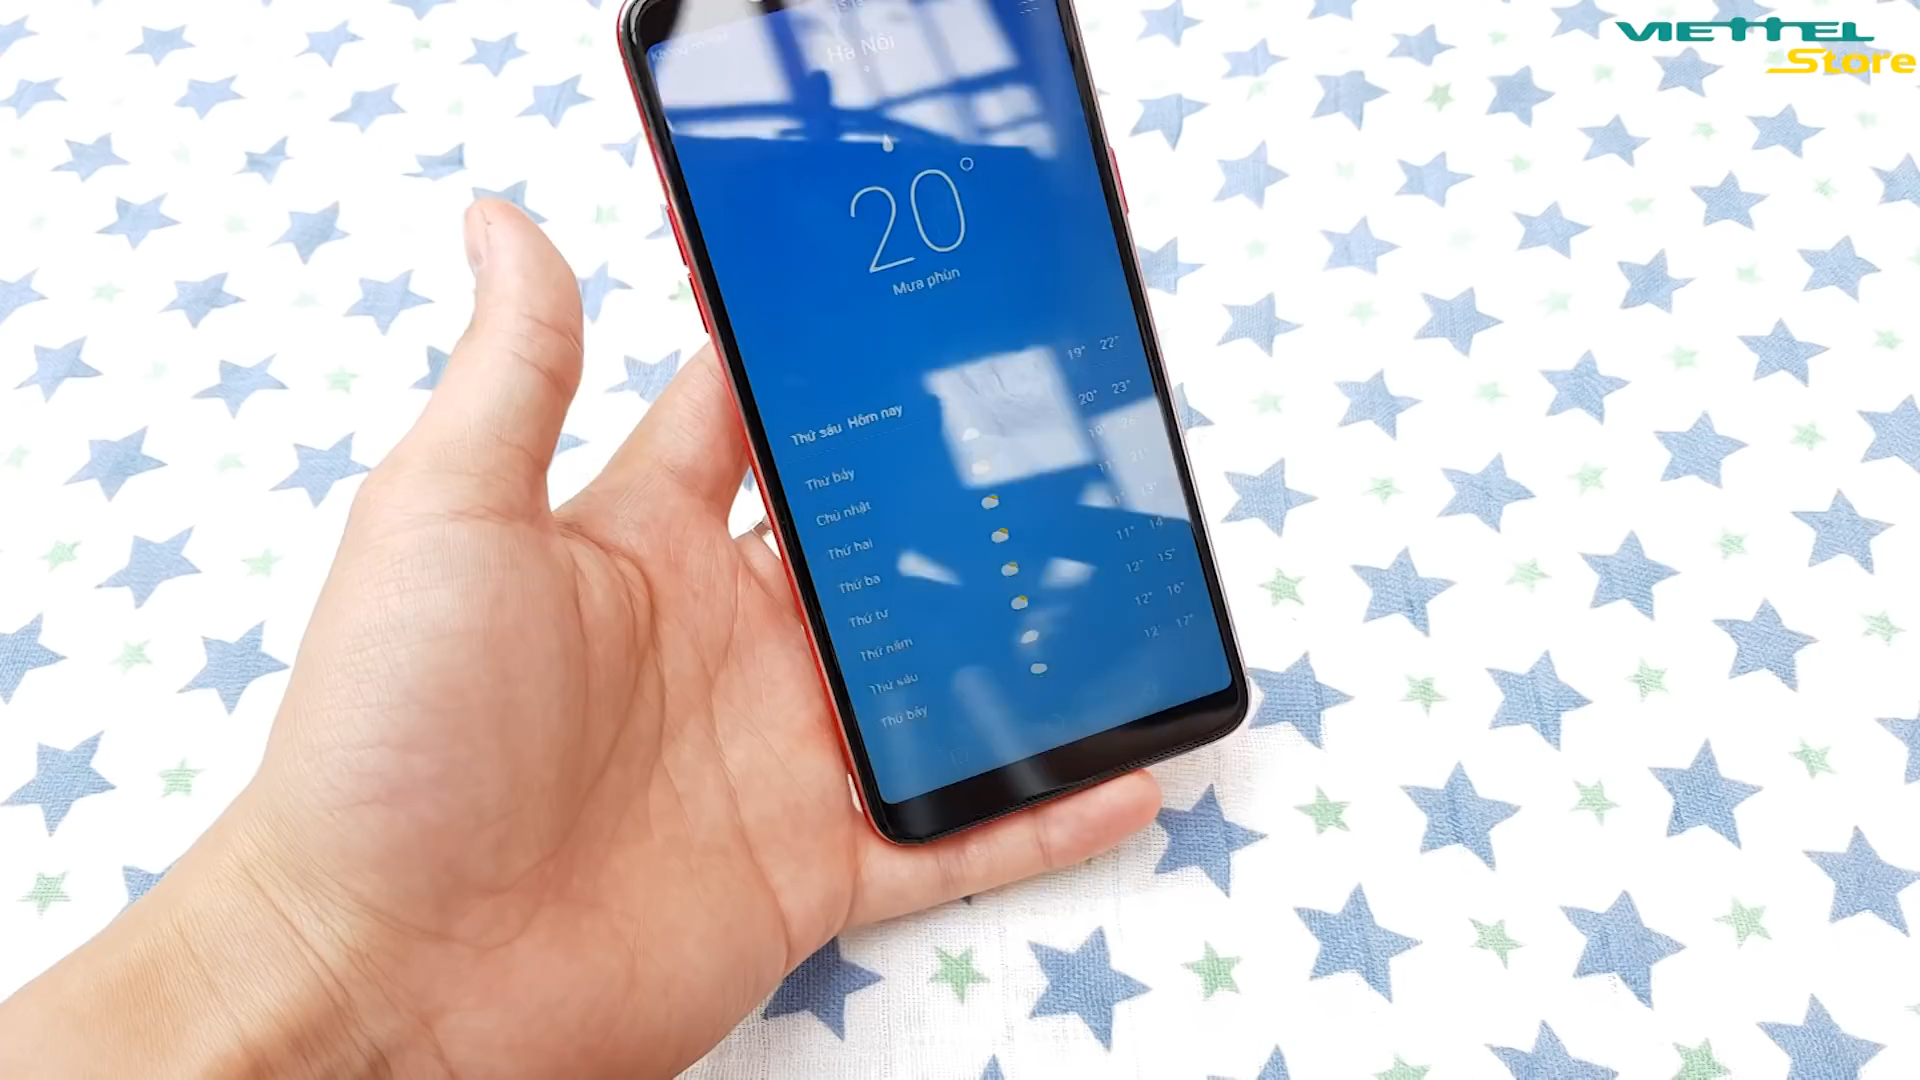 VIETTEL
Store
Hà Nội
20°
Mưa phùn
19° 22°
Thứ sáu Hôm nay
20° 23°
Thứ bảy
Chủ nhật
Thứ hai
11° 14
Thứ ba
12° 15°
Thứ tư
12° 16°
Thứ năm
12° 17°
Thứ sáu
Thứ bảy